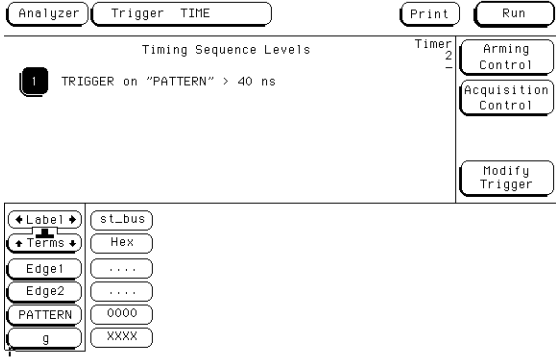 Analyzer Trigger TIME Print Run
Timing Sequence Levels
Timer
2
Arming Control
1 TRIGGER on "PATTERN" > 40 ns
Acquisition Control
Modify Trigger
Label st_bus
Terms Hex
Edge1 ....
Edge2 ....
PATTERN 0000
g XXXX